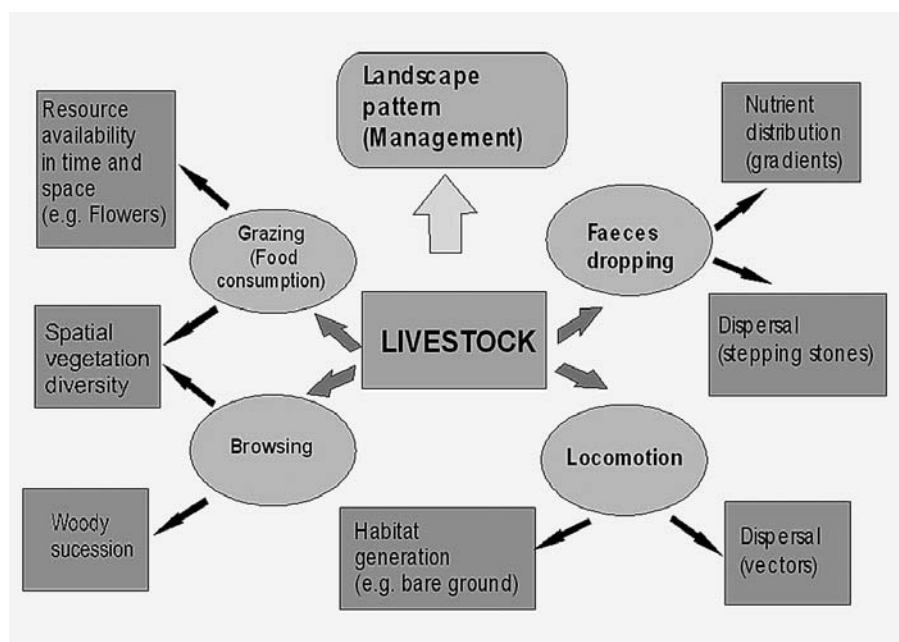 Landscape
pattern
(Management)
Resource
availability
in time and
space
(e.g. Flowers)
Nutrient
distribution
(gradients)
Grazing
(Food
consumption)
Faeces
dropping
Spatial
vegetation
diversity
LIVESTOCK
Dispersal
(stepping stones)
Browsing
Locomotion
Woody
sucession
Habitat
generation
(e.g. bare ground)
Dispersal
(vectors)